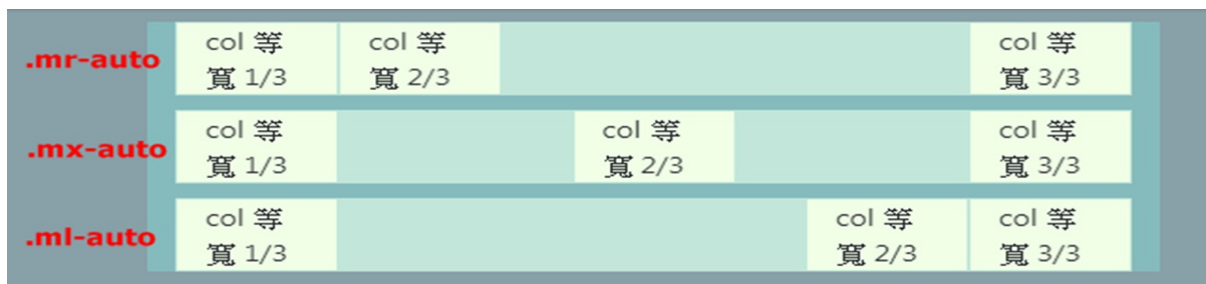 .mr-auto
col 等
寬 1/3
col 等
寬 2/3
col 等
寬 3/3
.mx-auto
col 等
寬 1/3
col 等
寬 2/3
col 等
寬 3/3
.ml-auto
col 等
寬 1/3
col 等
寬 2/3
col 等
寬 3/3